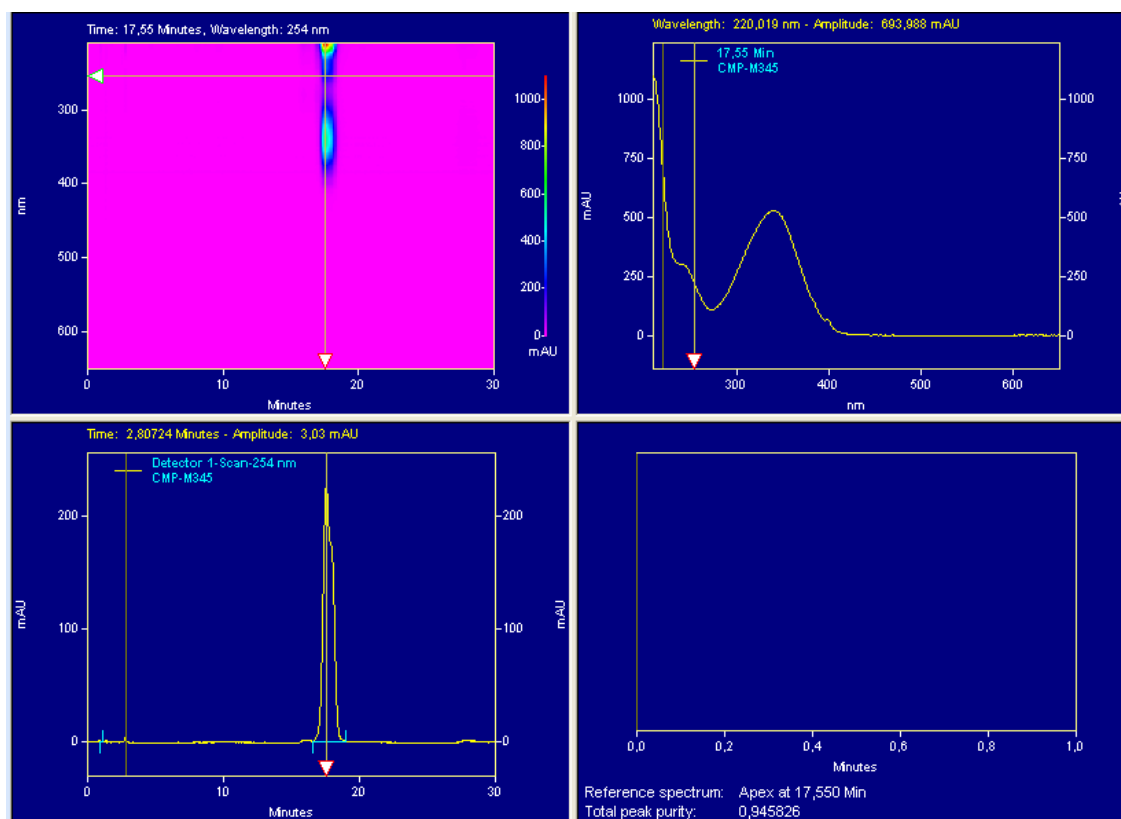 Time: 17,55 Minutes, Wavelength: 254 nm
300
400
500
600
nm
0
10
20
30
Minutes
1000
800
600
400
200
0
mAU
Wavelength: 220,019 nm - Amplitude: 693,988 mAU
17,55 Min
CMP-M345
1000
750
500
250
0
mAU
1000
750
500
250
0
300
400
500
600
nm
Time: 2,80724 Minutes - Amplitude: 3,03 mAU
Detector 1-Scan-254 nm
CMP-M345
200
100
0
mAU
200
100
0
mAU
0
10
20
30
Minutes
0,0
0,2
0,4
0,6
0,8
1,0
Minutes
Reference spectrum: Apex at 17,550 Min
Total peak purity: 0,945826